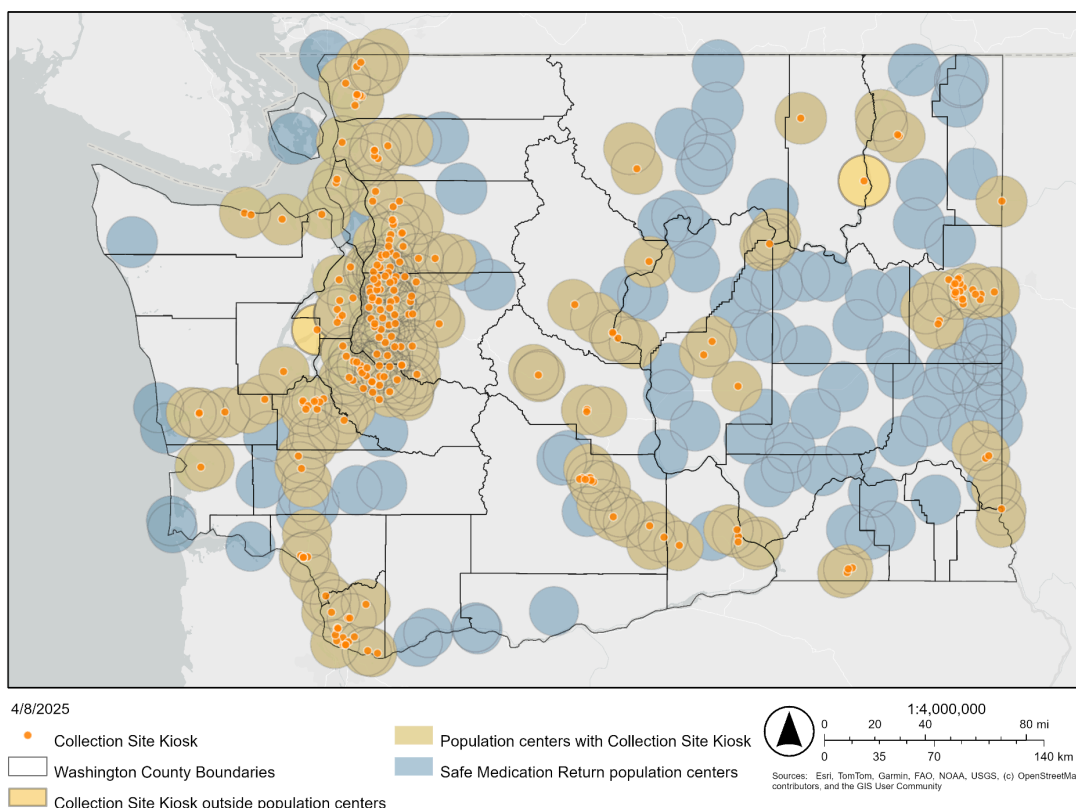 4/8/2025
Collection Site Kiosk
Washington County Boundaries
Collection Site Kiosk outside population centers
Population centers with Collection Site Kiosk
Safe Medication Return population centers
1:4,000,000
0 20 40 80 mi
0 35 70 140 km
Sources: Esri, TomTom, Garmin, FAO, NOAA, USGS, (c) OpenStreetMa
contributors, and the GIS User Community